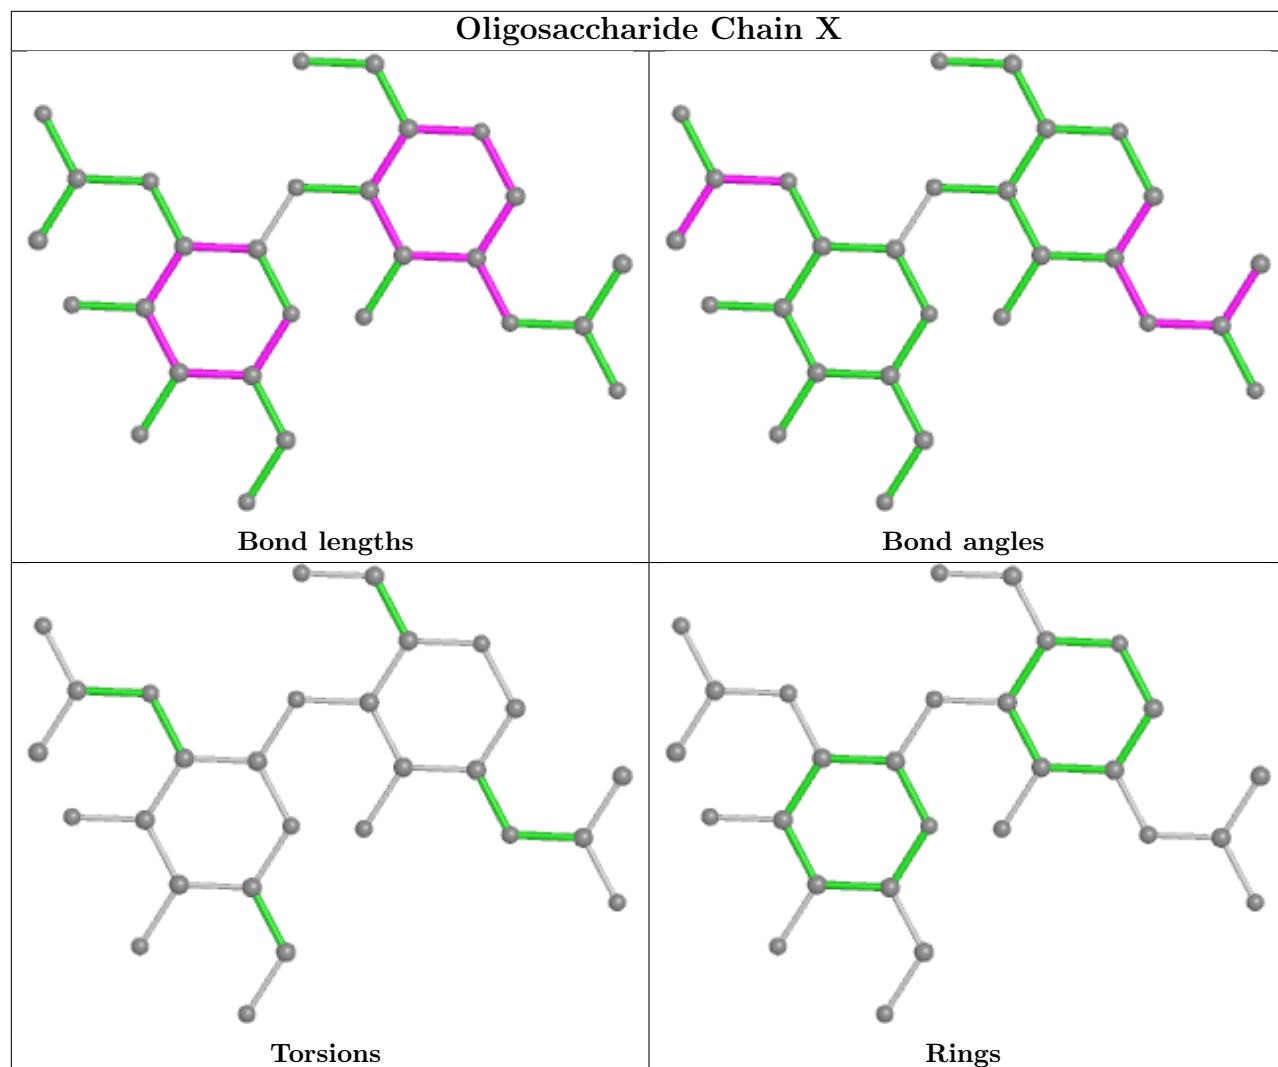 Oligosaccharide Chain X
Bond lengths
Bond angles
Torsions
Rings